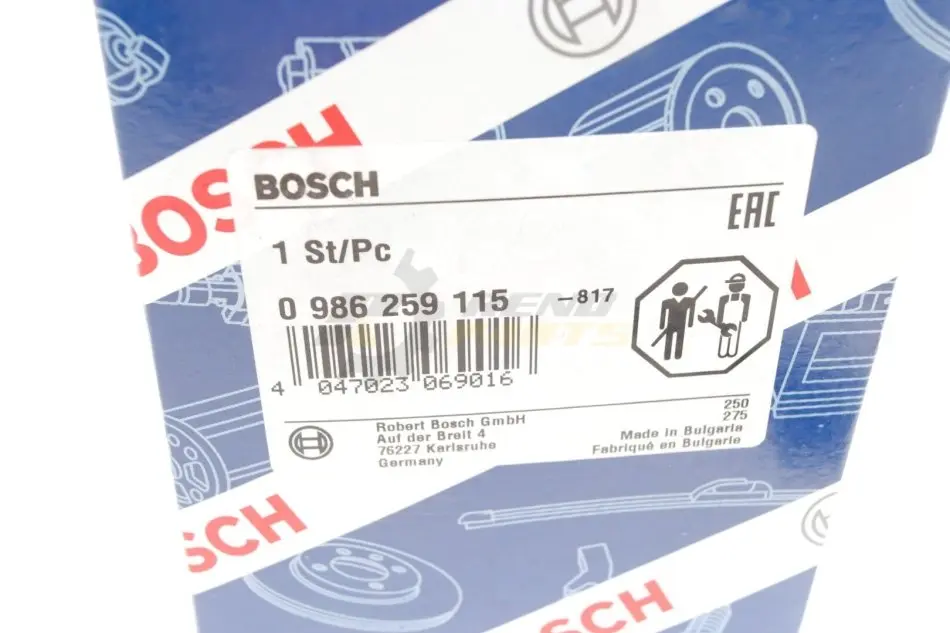 BOSCH
BOSCH
EAC
1 St/Pc
0 986 259 115 -817
4 047023 069016
250
275
Robert Bosch GmbH
Auf der Breit 4
76227 Karlsruhe
Germany
Made in Bulgaria
Fabriqué en Bulgarie
SCH
BOSCH